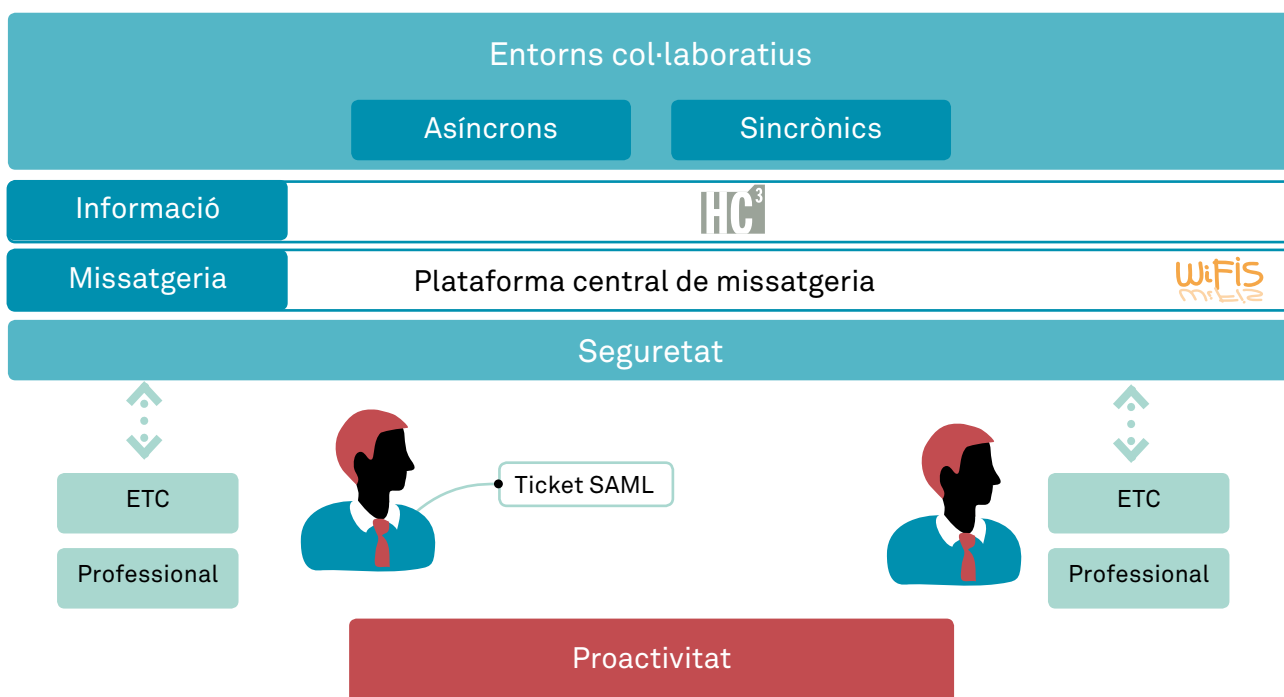 Entorns col·laboratius
Asíncrons
Sincrònics
Informació
HC3
Missatgeria
Plataforma central de missatgeria
WiFIS
Seguretat
ETC
Professional
Ticket SAML
ETC
Professional
Proactivitat